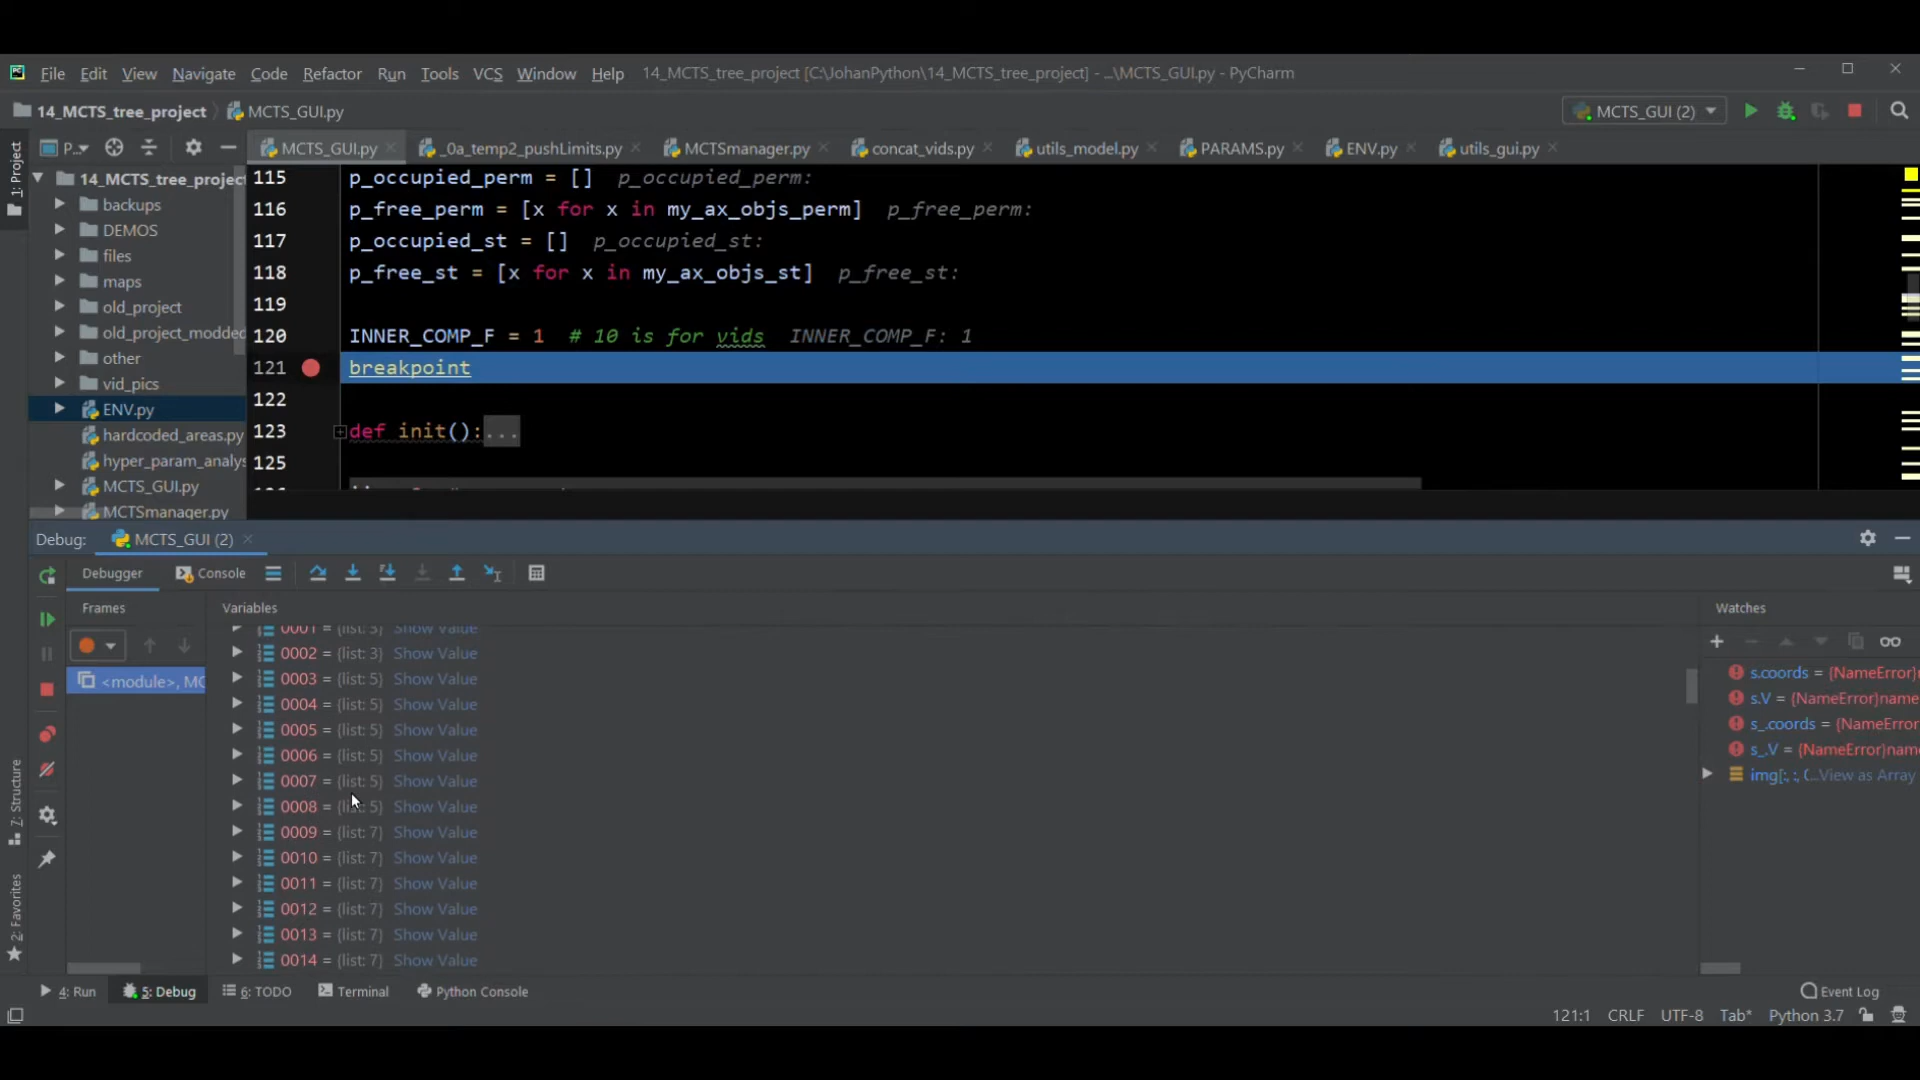 File Edit View Navigate Code Refactor Run Tools VCS Window Help 14_MCTS_tree_project [C:\JohanPython\14_MCTS_tree_project] - ...\MCTS_GUI.py - PyCharm
14_MCTS_tree_project MCTS_GUI.py MCTS_GUI (2)
P... MCTS_GUI.py _0a_temp2_pushLimits.py MCTSmanager.py concat_vids.py utils_model.py PARAMS.py ENV.py utils_gui.py
1: Project
14_MCTS_tree_project
backups
DEMOS
files
maps
old_project
old_project_modded
other
vid_pics
ENV.py
hardcoded_areas.py
hyper_param_analys
MCTS_GUI.py
MCTSmanager.py
115 p_occupied_perm = [] p_occupied_perm:
116 p_free_perm = [x for x in my_ax_objs_perm] p_free_perm:
117 p_occupied_st = [] p_occupied_st:
118 p_free_st = [x for x in my_ax_objs_st] p_free_st:
119
120 INNER_COMP_F = 1 # 10 is for vids INNER_COMP_F: 1
121 breakpoint
122
123 def init():...
125
Debug: MCTS_GUI (2)
Debugger Console
Frames Variables Watches
<module>, MC
0001 = {list: 3} Show Value
0002 = {list: 3} Show Value
0003 = {list: 5} Show Value
0004 = {list: 5} Show Value
0005 = {list: 5} Show Value
0006 = {list: 5} Show Value
0007 = {list: 5} Show Value
0008 = {list: 5} Show Value
0009 = {list: 7} Show Value
0010 = {list: 7} Show Value
0011 = {list: 7} Show Value
0012 = {list: 7} Show Value
0013 = {list: 7} Show Value
0014 = {list: 7} Show Value
s.coords = {NameError}n
s.V = {NameError}name
s_.coords = {NameError
s_.V = {NameError}name
img[:, :, (...View as Array
7: Structure
2: Favorites
4: Run 5: Debug 6: TODO Terminal Python Console Event Log
121:1 CRLF UTF-8 Tab* Python 3.7